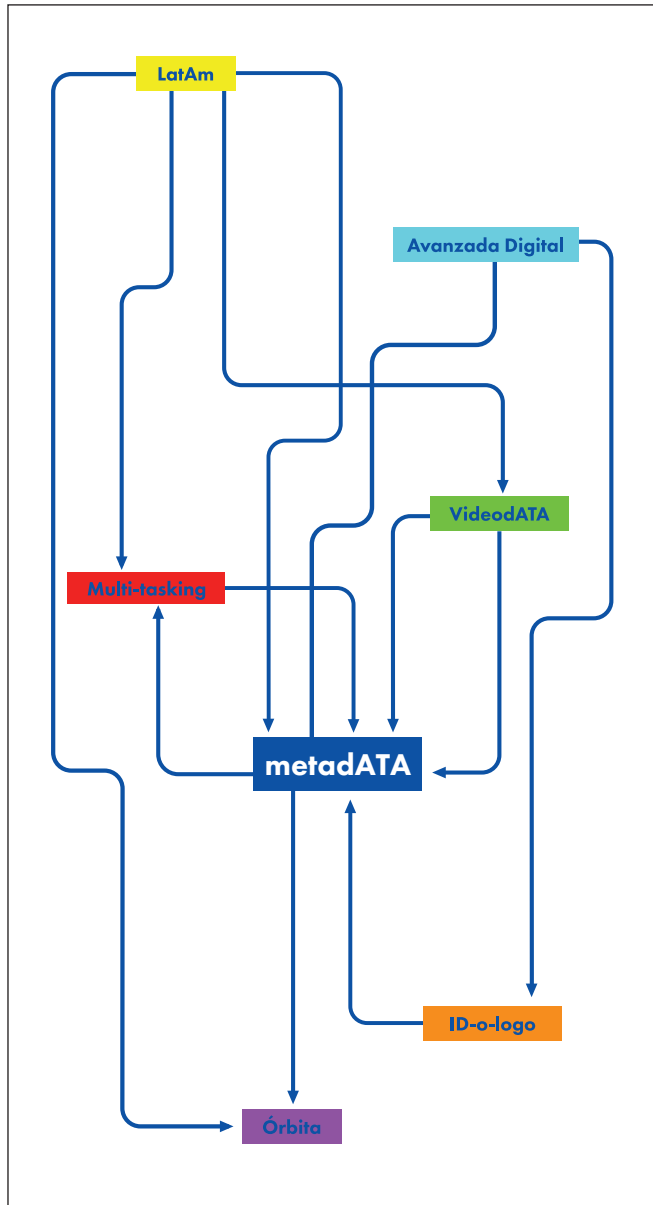 LatAm
Avanzada Digital
VideodATA
Multi-tasking
metadATA
ID-o-logo
Órbita